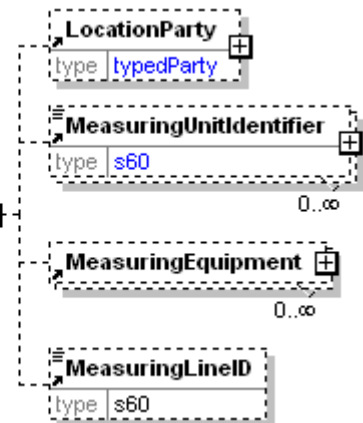 LocationParty
type typedParty
MeasuringUnitIdentifier
type s60
0..∞
MeasuringEquipment
0..∞
MeasuringLineID
type s60